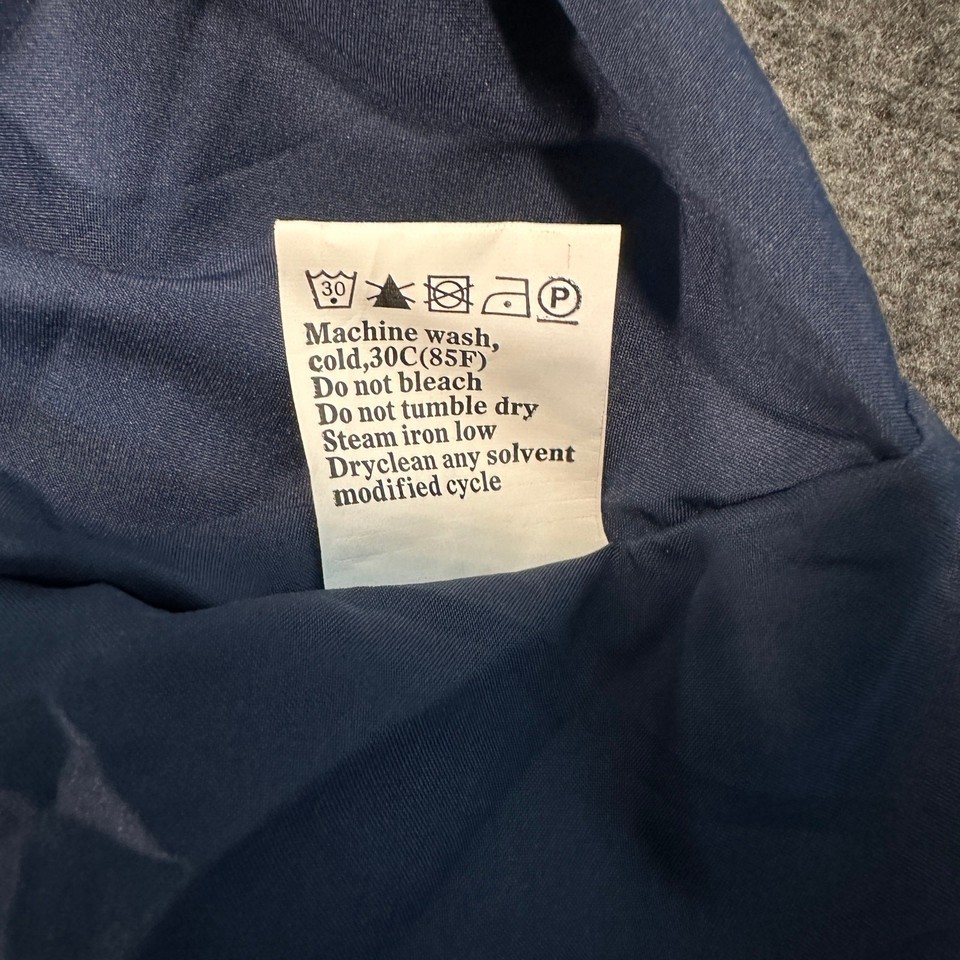 30 P
Machine wash,
cold,30C(85F)
Do not bleach
Do not tumble dry
Steam iron low
Dryclean any solvent
modified cycle